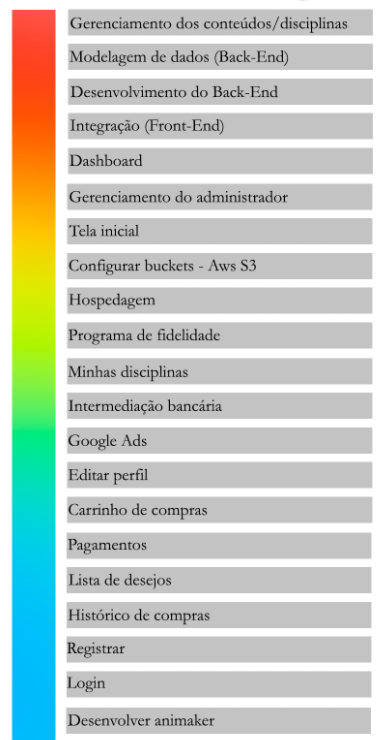 Gerenciamento dos conteúdos/disciplinas
Modelagem de dados (Back-End)
Desenvolvimento do Back-End
Integração (Front-End)
Dashboard
Gerenciamento do administrador
Tela inicial
Configurar buckets - Aws S3
Hospedagem
Programa de fidelidade
Minhas disciplinas
Intermediação bancária
Google Ads
Editar perfil
Carrinho de compras
Pagamentos
Lista de desejos
Histórico de compras
Registrar
Login
Desenvolver animaker